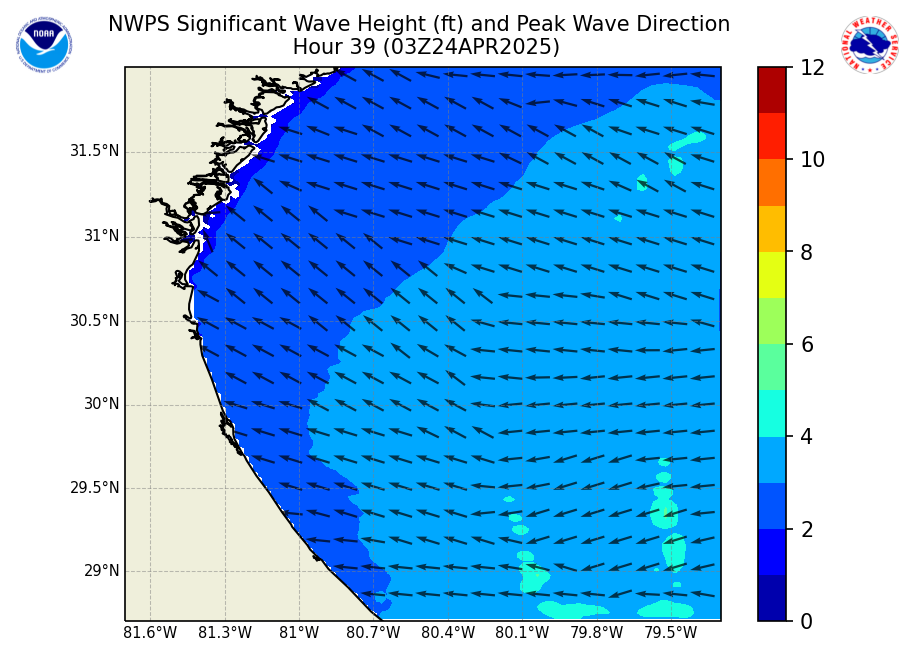 NWPS Significant Wave Height (ft) and Peak Wave Direction
Hour 39 (03Z24APR2025)
NOAA
NATIONAL WEATHER SERVICE
12
10
8
6
4
2
0
31.5°N
31°N
30.5°N
30°N
29.5°N
29°N
81.6°W 81.3°W 81°W 80.7°W 80.4°W 80.1°W 79.8°W 79.5°W